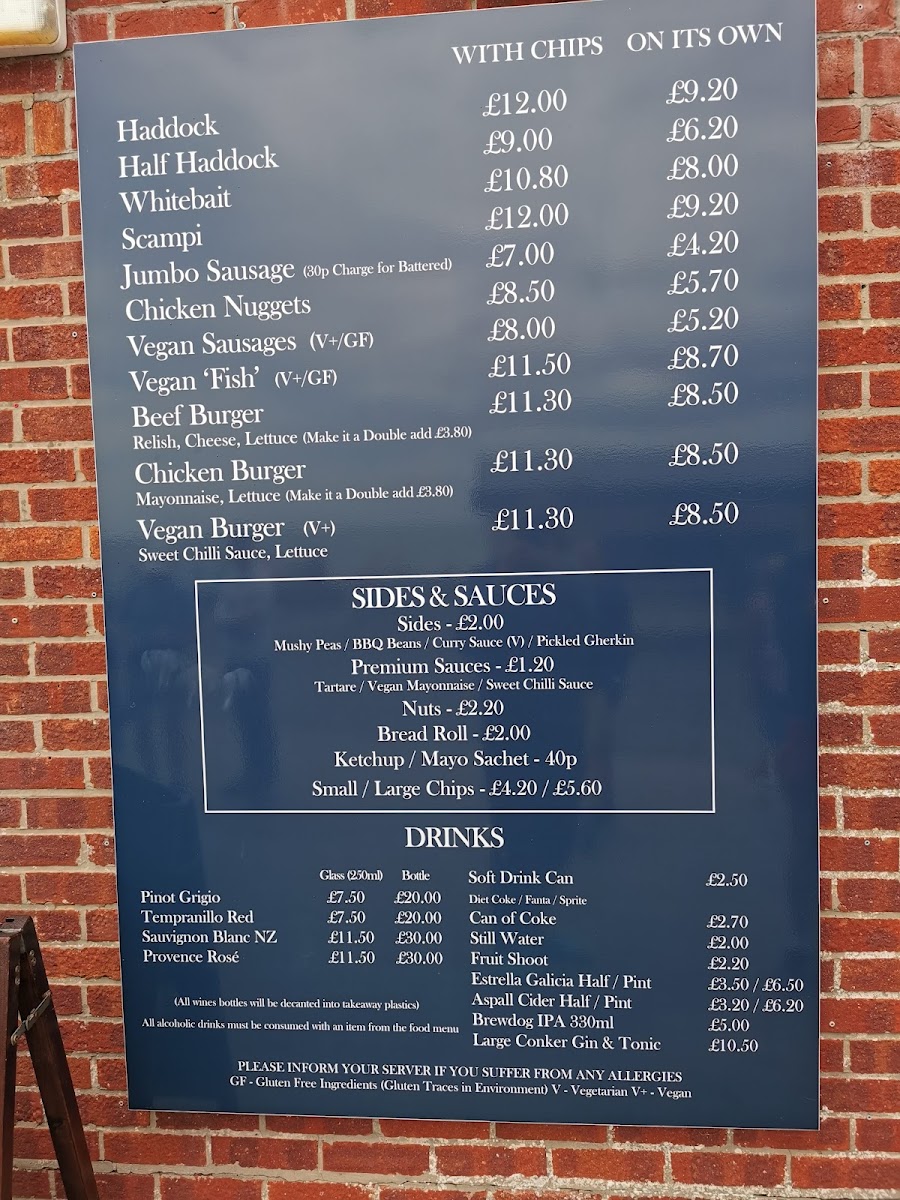 WITH CHIPS ON ITS OWN
Haddock £12.00 £9.20
Half Haddock £9.00 £6.20
Whitebait £10.80 £8.00
Scampi £12.00 £9.20
Jumbo Sausage (30p Charge for Battered) £7.00 £4.20
Chicken Nuggets £8.50 £5.70
Vegan Sausages (V+/GF) £8.00 £5.20
Vegan ‘Fish’ (V+/GF) £11.50 £8.70
Beef Burger £11.30 £8.50
Relish, Cheese, Lettuce (Make it a Double add £3.80)
Chicken Burger £11.30 £8.50
Mayonnaise, Lettuce (Make it a Double add £3.80)
Vegan Burger (V+) £11.30 £8.50
Sweet Chilli Sauce, Lettuce
SIDES & SAUCES
Sides - £2.00
Mushy Peas / BBQ Beans / Curry Sauce (V) / Pickled Gherkin
Premium Sauces - £1.20
Tartare / Vegan Mayonnaise / Sweet Chilli Sauce
Nuts - £2.20
Bread Roll - £2.00
Ketchup / Mayo Sachet - 40p
Small / Large Chips - £4.20 / £5.60
DRINKS
Glass (250ml) Bottle
Pinot Grigio £7.50 £20.00
Tempranillo Red £7.50 £20.00
Sauvignon Blanc NZ £11.50 £30.00
Provence Rosé £11.50 £30.00
(All wines bottles will be decanted into takeaway plastics)
All alcoholic drinks must be consumed with an item from the food menu
Soft Drink Can £2.50
Diet Coke / Fanta / Sprite
Can of Coke £2.70
Still Water £2.00
Fruit Shoot £2.20
Estrella Galicia Half / Pint £3.50 / £6.50
Aspall Cider Half / Pint £3.20 / £6.20
Brewdog IPA 330ml £5.00
Large Conker Gin & Tonic £10.50
PLEASE INFORM YOUR SERVER IF YOU SUFFER FROM ANY ALLERGIES
GF - Gluten Free Ingredients (Gluten Traces in Environment) V - Vegetarian V+ - Vegan